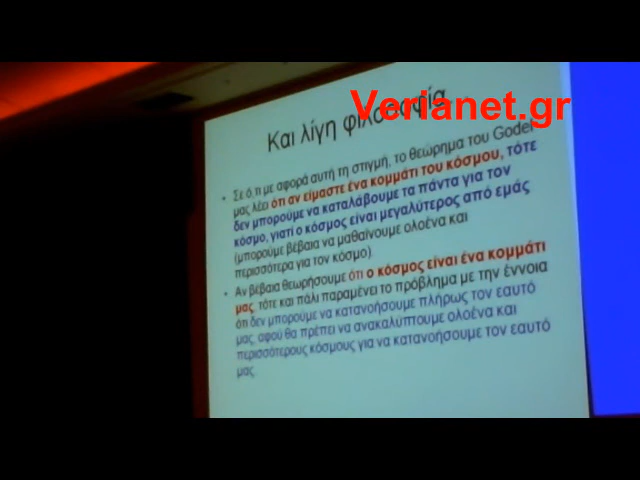 Verianet.gr
Και λίγη φιλοσοφία
• Σε ό,τι με αφορά αυτή τη στιγμή, το θεώρημα του Godel
μας λέει ότι αν είμαστε ένα κομμάτι του κόσμου, τότε
δεν μπορούμε να καταλάβουμε τα πάντα για τον
κόσμο, γιατί ο κόσμος είναι μεγαλύτερος από εμάς
(μπορούμε βέβαια να μαθαίνουμε ολοένα και
περισσότερα για τον κόσμο)
• Αν βέβαια θεωρήσουμε ότι ο κόσμος είναι ένα κομμάτι
μας, τότε και πάλι παραμένει το πρόβλημα με την έννοια
ότι δεν μπορούμε να κατανοήσουμε πλήρως τον εαυτό
μας, αφού θα πρέπει να ανακαλύπτουμε ολοένα και
περισσότερους κόσμους για να κατανοήσουμε τον εαυτό
μας.